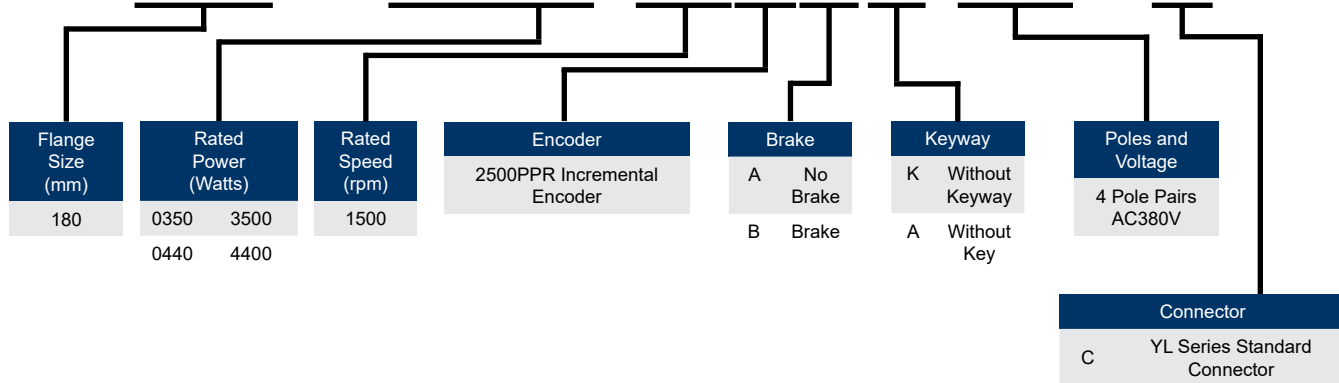 Flange
Size
(mm)
180
Rated
Power
(Watts)
0350 3500
0440 4400
Rated
Speed
(rpm)
1500
Encoder
2500PPR Incremental
Encoder
Brake
A No
Brake
B Brake
Keyway
K Without
Keyway
A Without
Key
Poles and
Voltage
4 Pole Pairs
AC380V
Connector
C YL Series Standard
Connector